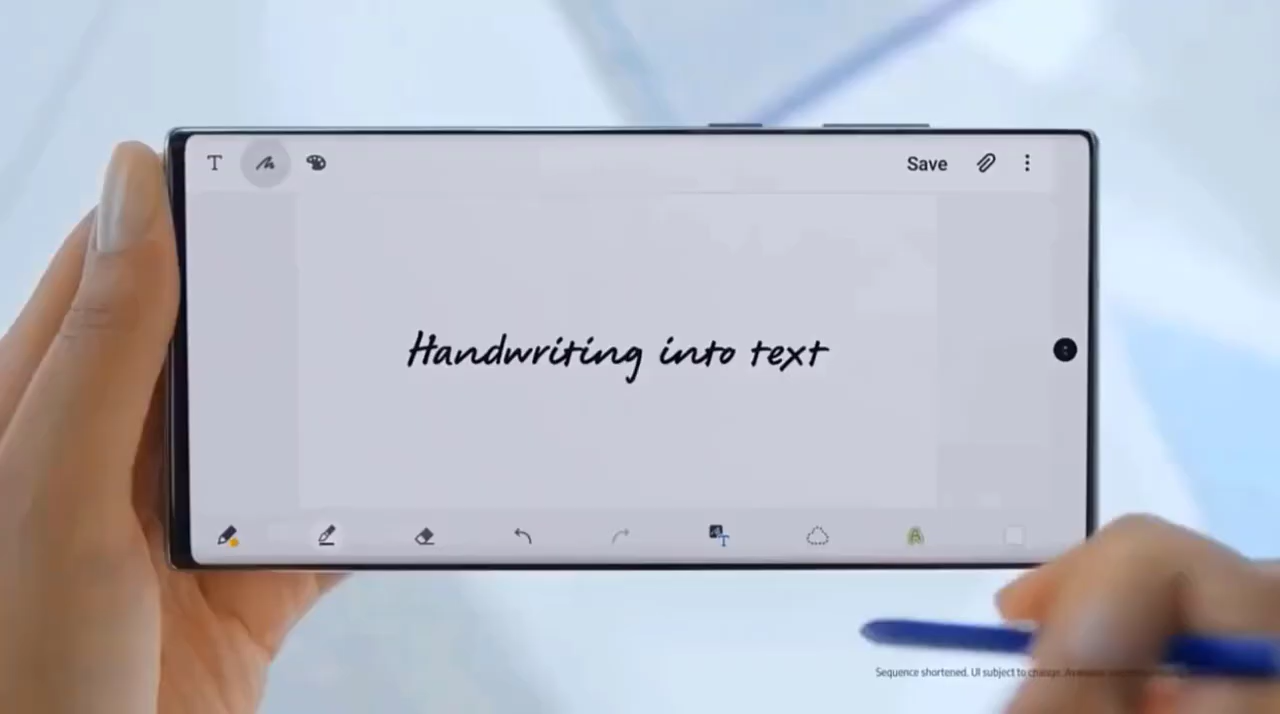 T
Save
Handwriting into text
T
A
Sequence shortened. UI subject to change.